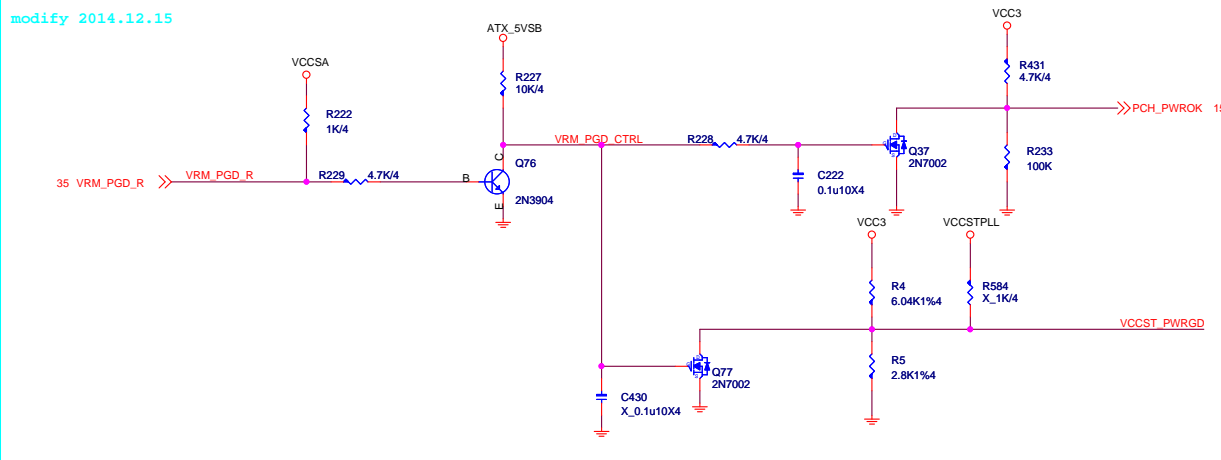 modify 2014.12.15
VCC3
ATX_5VSB
R431
4.7K/4
VCCSA
R227
10K/4
PCH_PWROK 15
R222
1K/4
VRM_PGD_CTRL
R228
4.7K/4
Q37
2N7002
R233
100K
C
Q76
35 VRM_PGD_R
VRM_PGD_R
R229
4.7K/4
B
C222
0.1u10X4
2N3904
E
VCC3
VCCSTPLL
R4
6.04K1%4
R584
X_1K/4
VCCST_PWRGD
Q77
2N7002
R5
2.8K1%4
C430
X_0.1u10X4